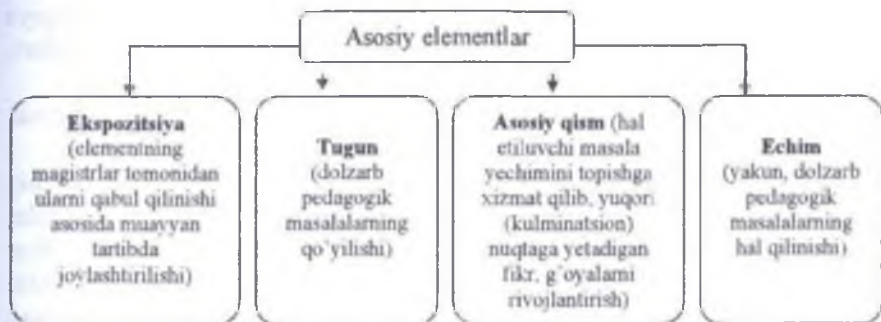 Asosiy elementlar
Ekspozitsiya
(elementning
magistrlar tomonidan
ularni qabul qilinishi
asosida muayyan
tartibda
joylashtirilishi)
Tugun
(dolzarb
pedagogik
masalalarning
qo`yilishi)
Asosiy qism (hal
etiluvchi masala
yechimini topishga
xizmat qilib, yuqori
(kulminatsion)
nuqtaga yetadigan
fikr, g`oyalarni
rivojlantirish)
Echim
(yakun, dolzarb
pedagogik
masalalarning
hal qilinishi)